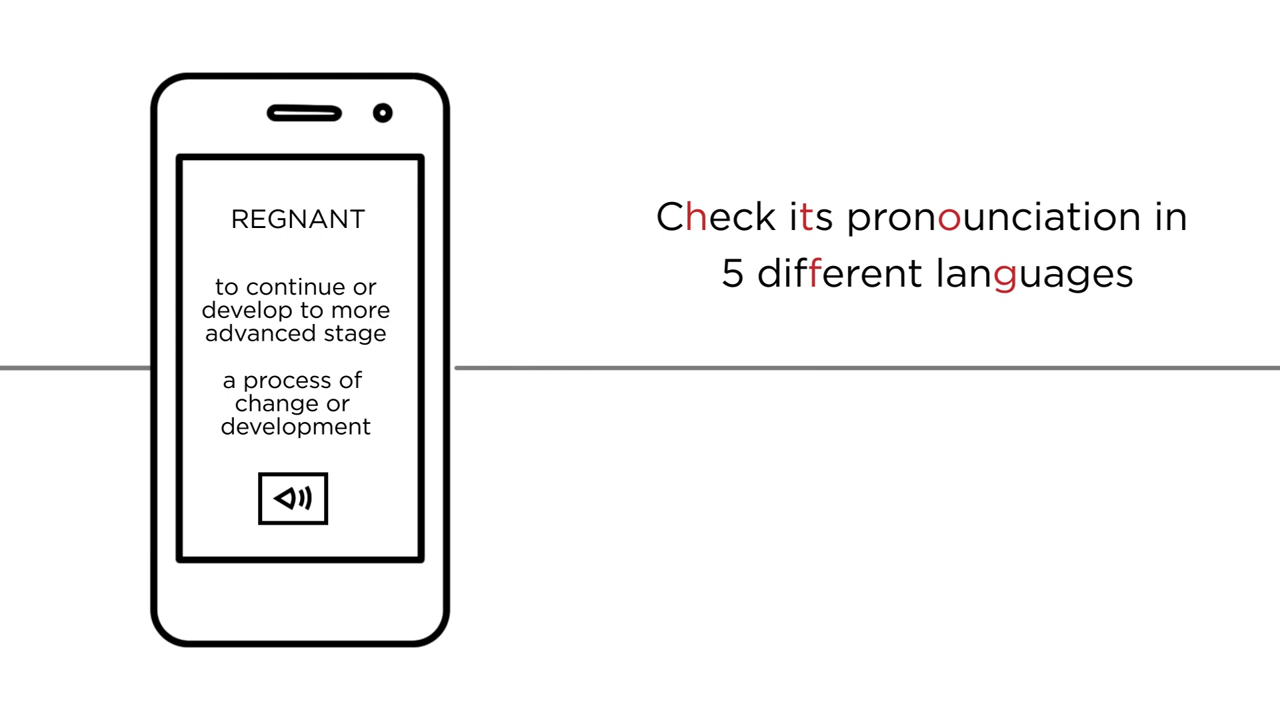 REGNANT
to continue or
develop to more
advanced stage
a process of
change or
development
Check its pronounciation in
5 different languages